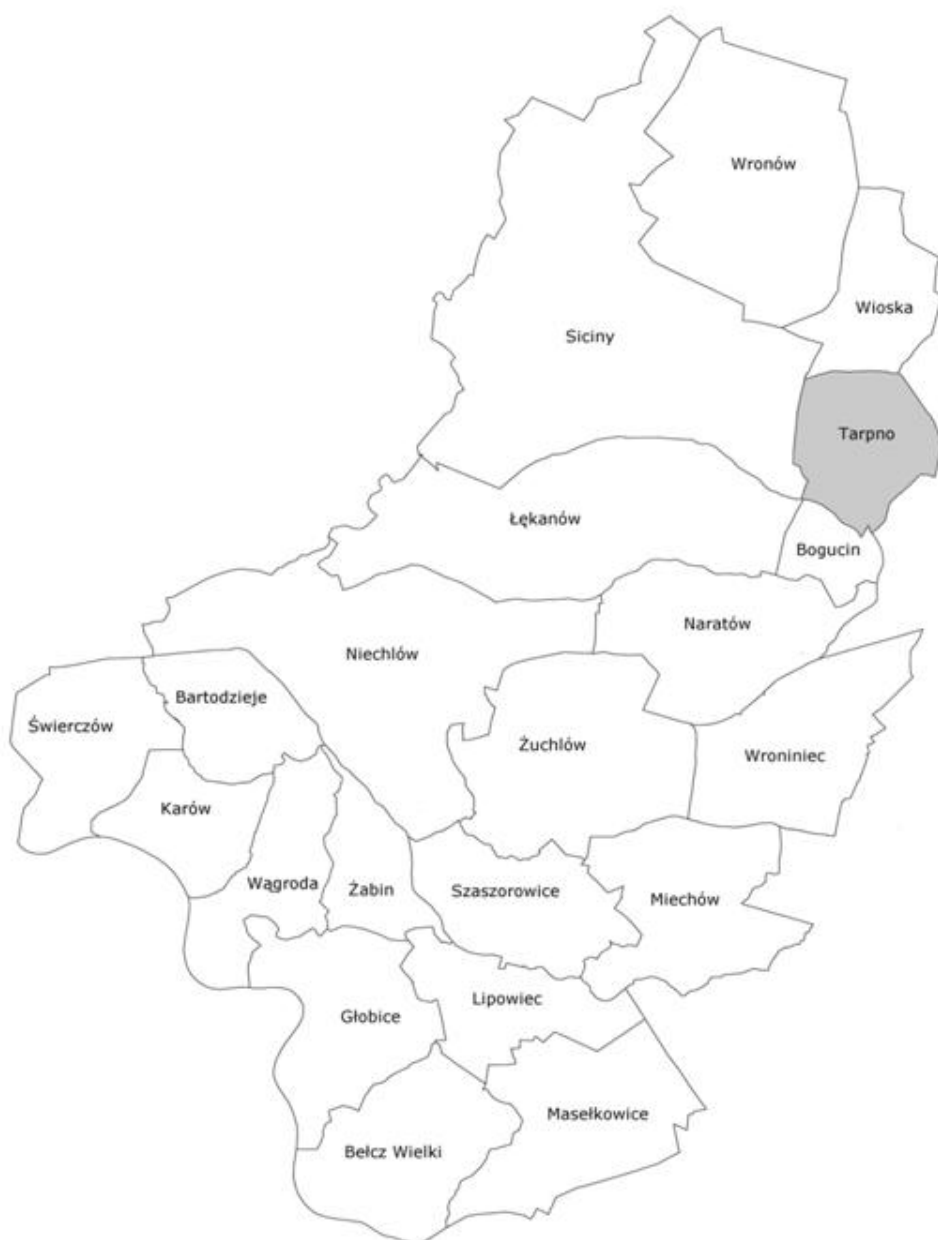 Wronów
Wioska
Siciny
Tarpno
Łękanów
Bogucin
Naratów
Niechlów
Bartodzieje
Świerczów
Żuchlów
Wroniniec
Karów
Wągroda
Żabin
Szaszorowice
Miechów
Lipowiec
Głobice
Masełkowice
Bełcz Wielki